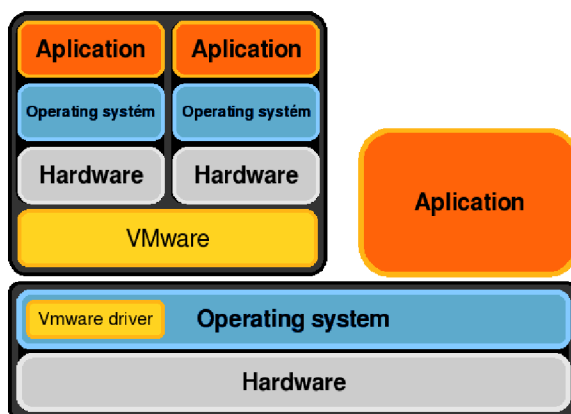 Aplication Aplication
Operating systém Operating systém
Hardware Hardware
Aplication
VMware
Vmware driver Operating system
Hardware